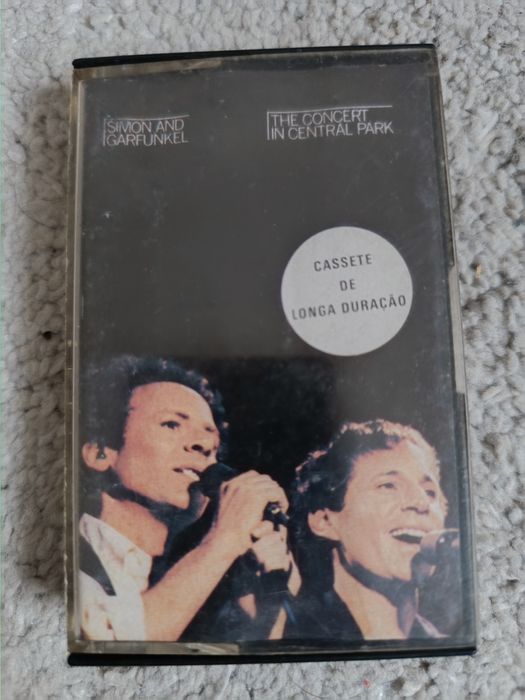 SIMON AND
GARFUNKEL
THE CONCERT
IN CENTRAL PARK
CASSETE
DE
LONGA DURAÇÃO